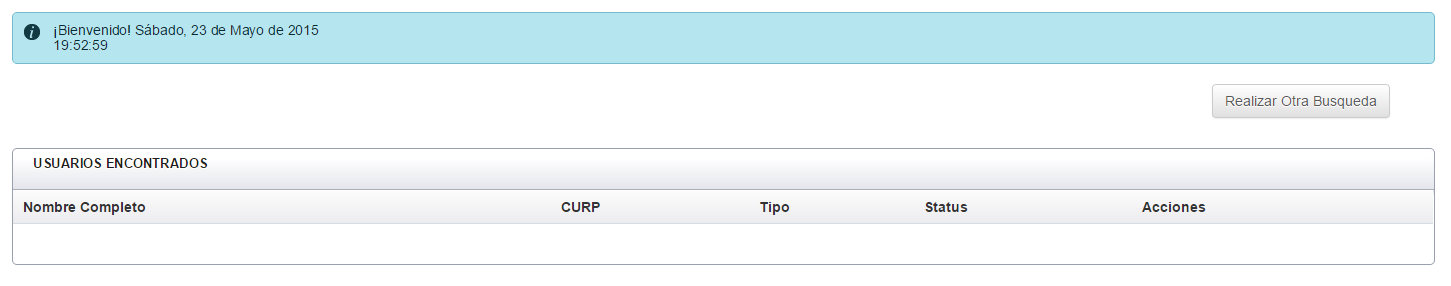 ¡Bienvenido! Sábado, 23 de Mayo de 2015
19:52:59
Realizar Otra Busqueda
USUARIOS ENCONTRADOS
Nombre Completo CURP Tipo Status Acciones